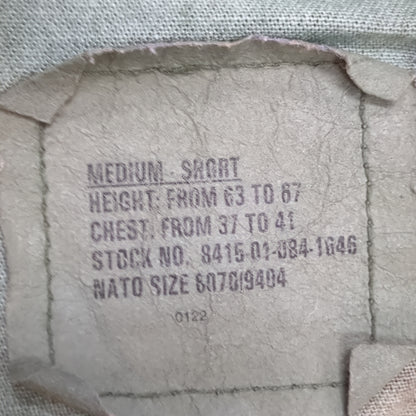 MEDIUM - SHORT
HEIGHT: FROM 63 TO 67
CHEST: FROM 37 TO 41
STOCK NO. 8415-01-084-1646
NATO SIZE 6070/9404
0122